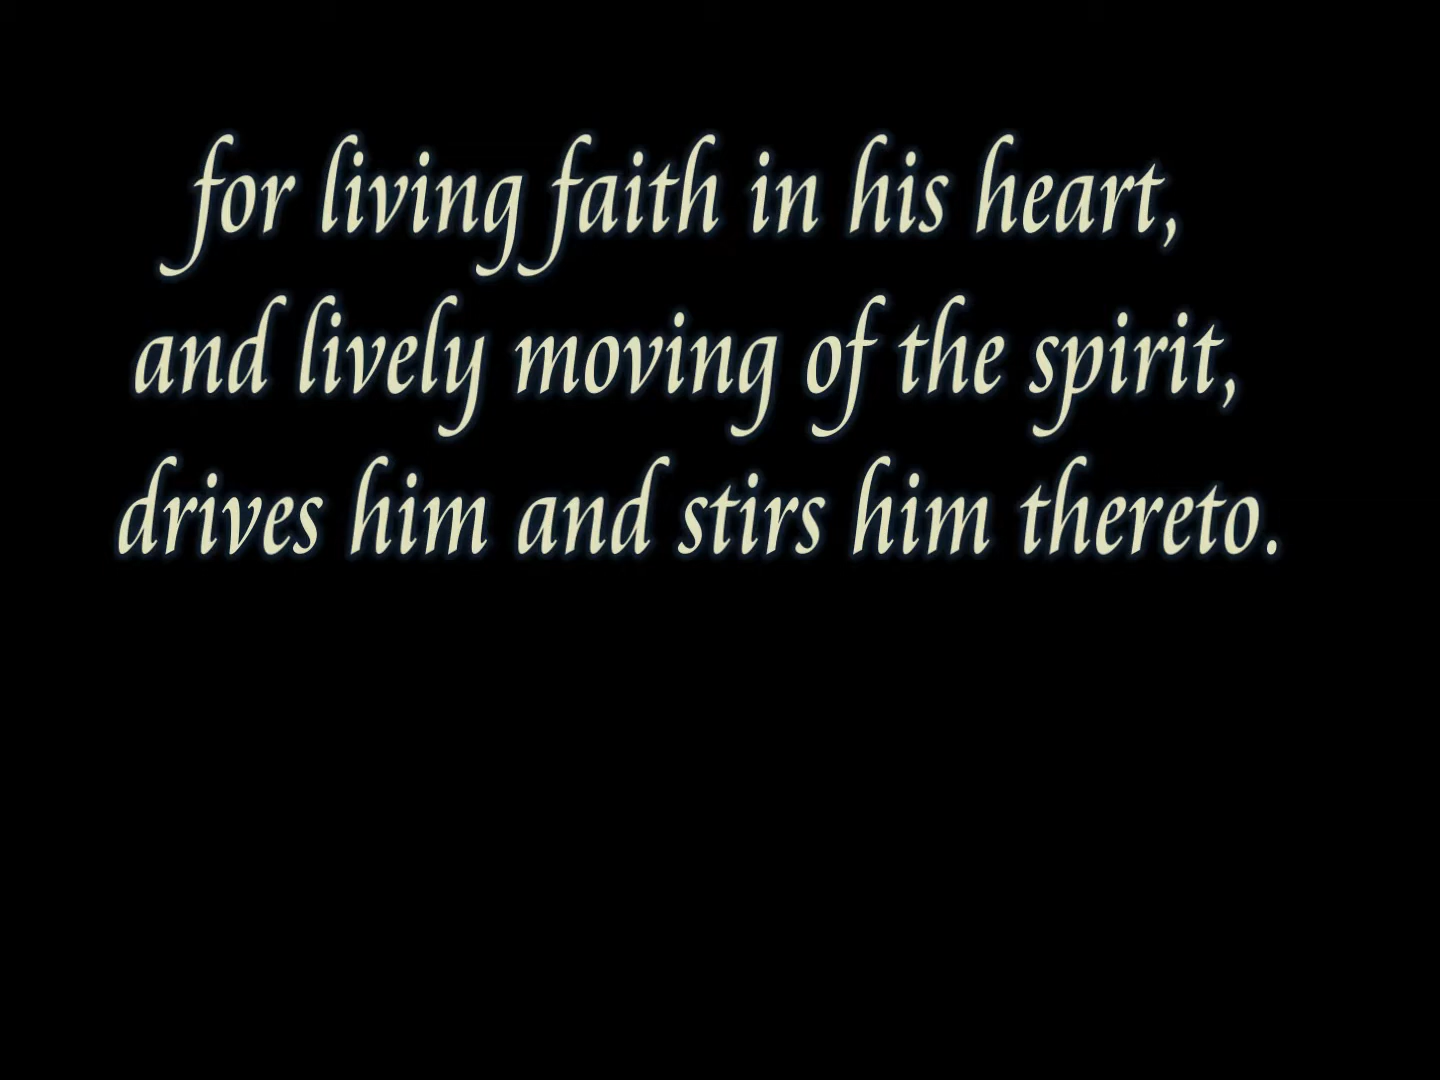 for living faith in his heart,
and lively moving of the spirit,
drives him and stirs him thereto.